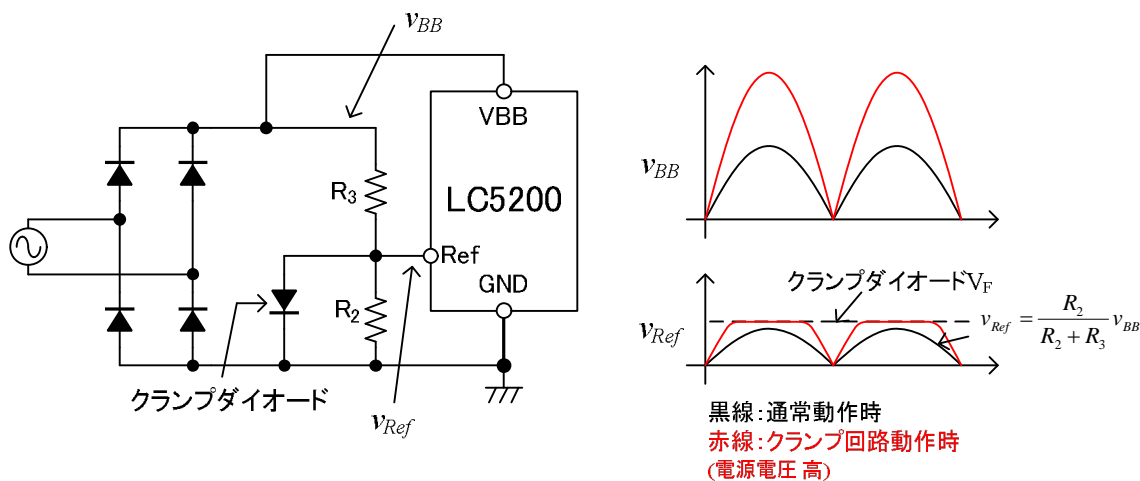 vBB
VBB
LC5200
R3
Ref
GND
R2
クランプダイオード
vRef
vBB
クランプダイオードVF
vRef
vRef = R2 / (R2 + R3) vBB
黒線：通常動作時
赤線：クランプ回路動作時
(電源電圧 高)